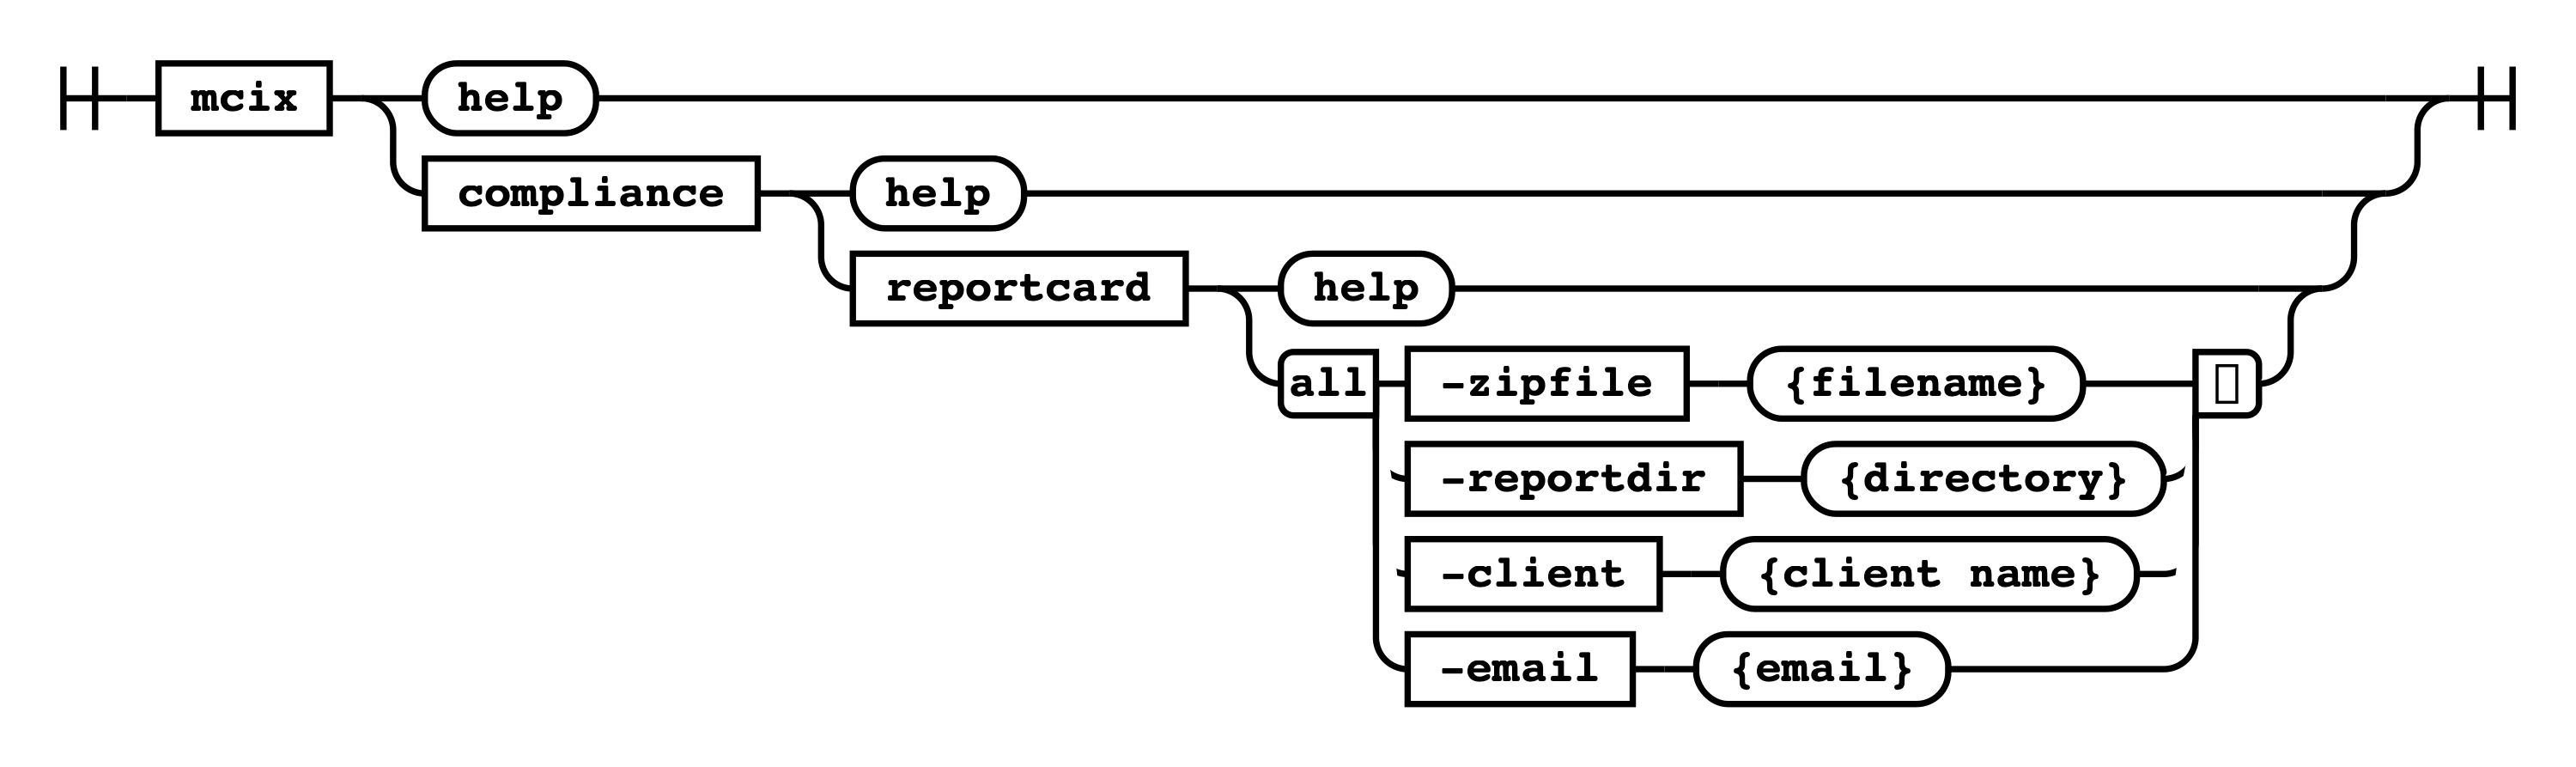 mcix help
compliance help
reportcard help
all -zipfile {filename}
-reportdir {directory}
-client {client name}
-email {email}